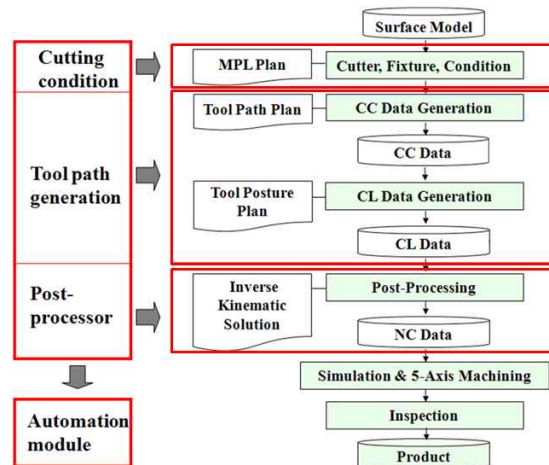 Surface Model
Cutting
condition
MPL Plan
Cutter, Fixture, Condition
Tool path
generation
Tool Path Plan
CC Data Generation
CC Data
Tool Posture
Plan
CL Data Generation
CL Data
Post-
processor
Inverse
Kinematic
Solution
Post-Processing
NC Data
Simulation & 5-Axis Machining
Automation
module
Inspection
Product